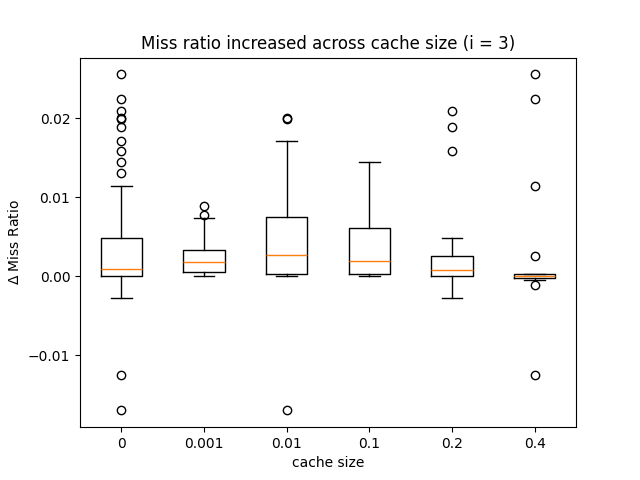 Miss ratio increased across cache size (i = 3)
Δ Miss Ratio
0.02
0.01
0.00
−0.01
0 0.001 0.01 0.1 0.2 0.4
cache size